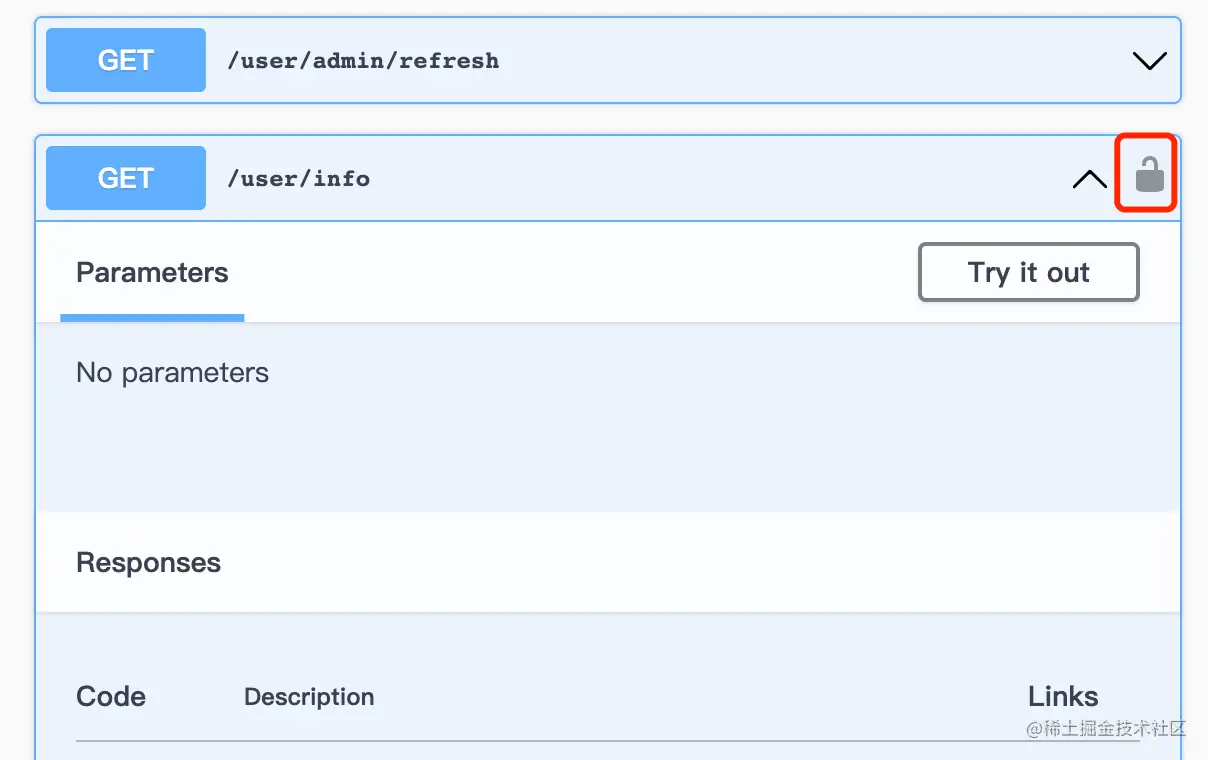 GET /user/admin/refresh
GET /user/info
Parameters Try it out
No parameters
Responses
Code Description Links
@稀土掘金技术社区